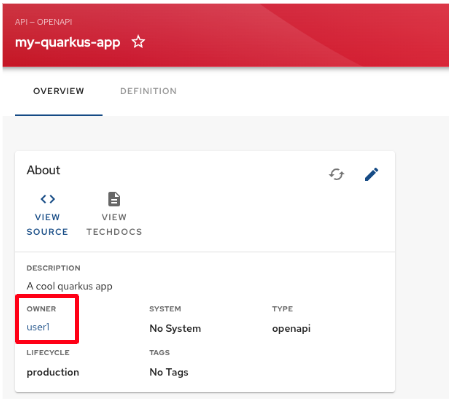 API – OPENAPI
my-quarkus-app
OVERVIEW DEFINITION
About
VIEW SOURCE
VIEW TECHDOCS
DESCRIPTION
A cool quarkus app
OWNER SYSTEM TYPE
user1 No System openapi
LIFECYCLE TAGS
production No Tags